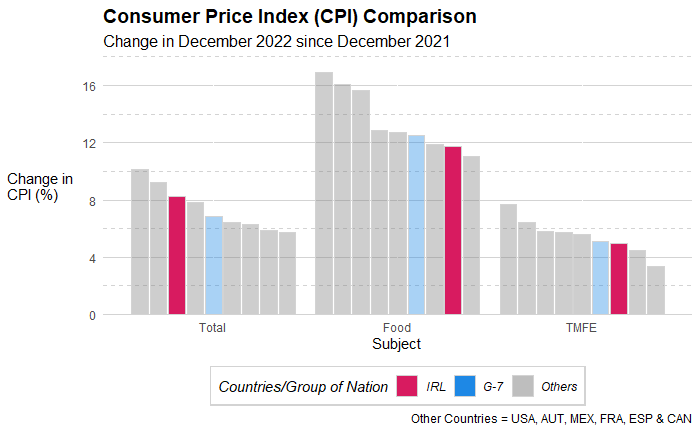 Consumer Price Index (CPI) Comparison
Change in December 2022 since December 2021
16
12
8
4
0
Change in
CPI (%)
Total
Food
TMFE
Subject
Countries/Group of Nation
IRL
G-7
Others
Other Countries = USA, AUT, MEX, FRA, ESP & CAN